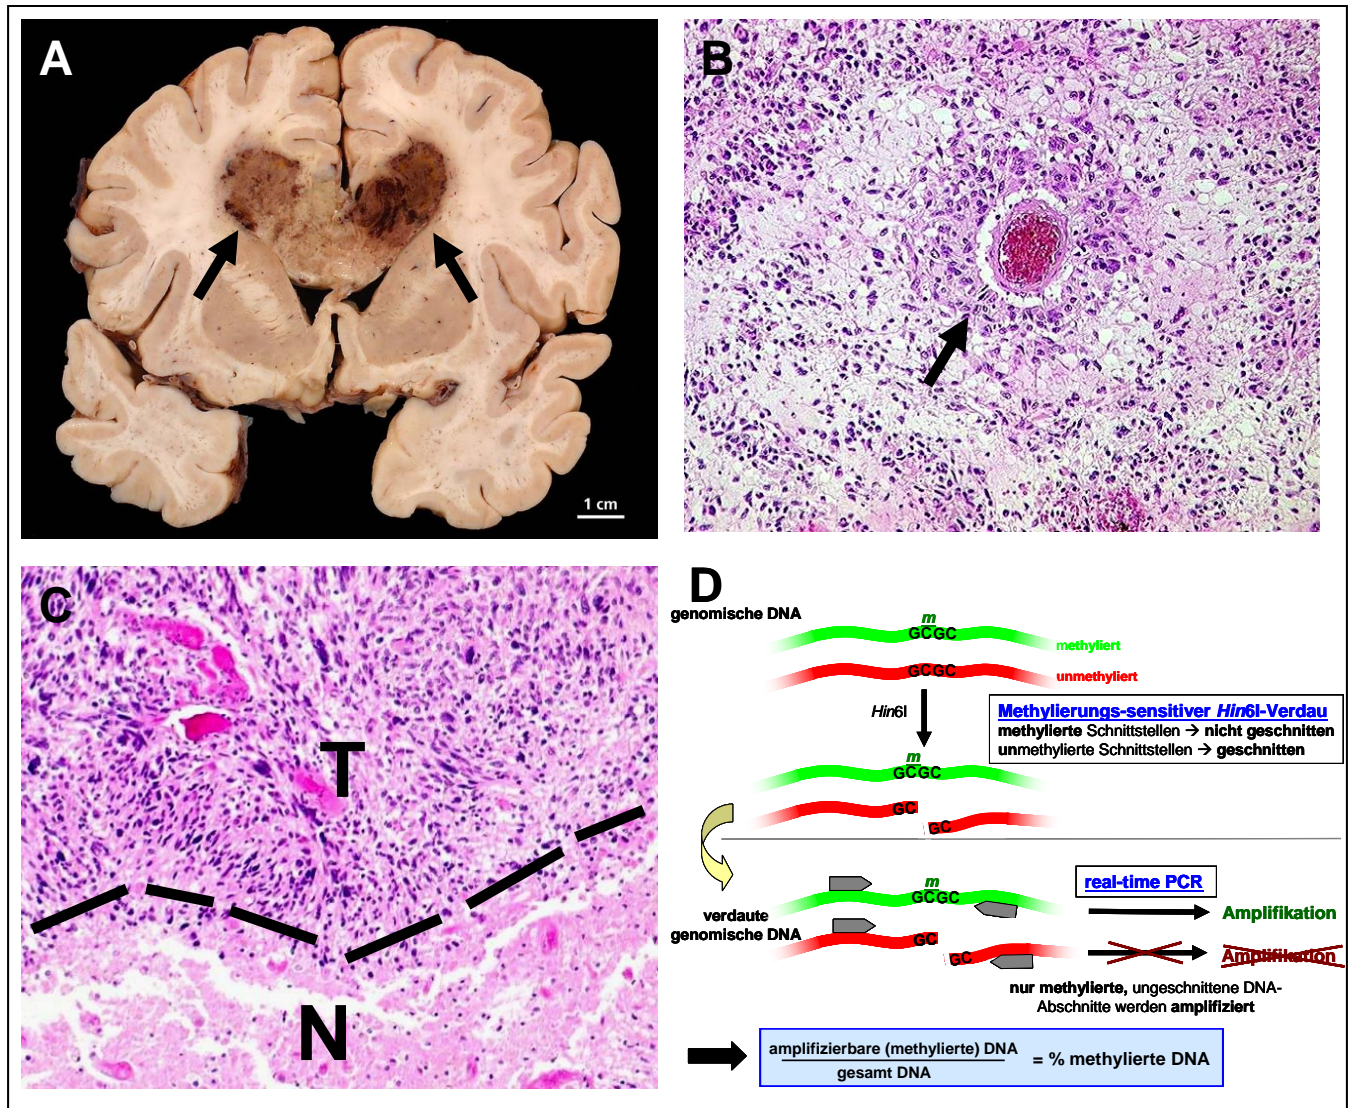 A
1 cm
B
C
T
N
D
genomische DNA
m
GCGC
methyliert
GCGC
unmethyliert
Hin6I
Methylierungs-sensitiver Hin6I-Verdau
methylierte Schnittstellen → nicht geschnitten
unmethylierte Schnittstellen → geschnitten
m
GCGC
GC
GC
real-time PCR
m
GCGC
Amplifikation
verdaute
genomische DNA
GC
GC
Amplifikation
nur methylierte, ungeschnittene DNA-
Abschnitte werden amplifiziert
amplifizierbare (methylierte) DNA
gesamt DNA
= % methylierte DNA